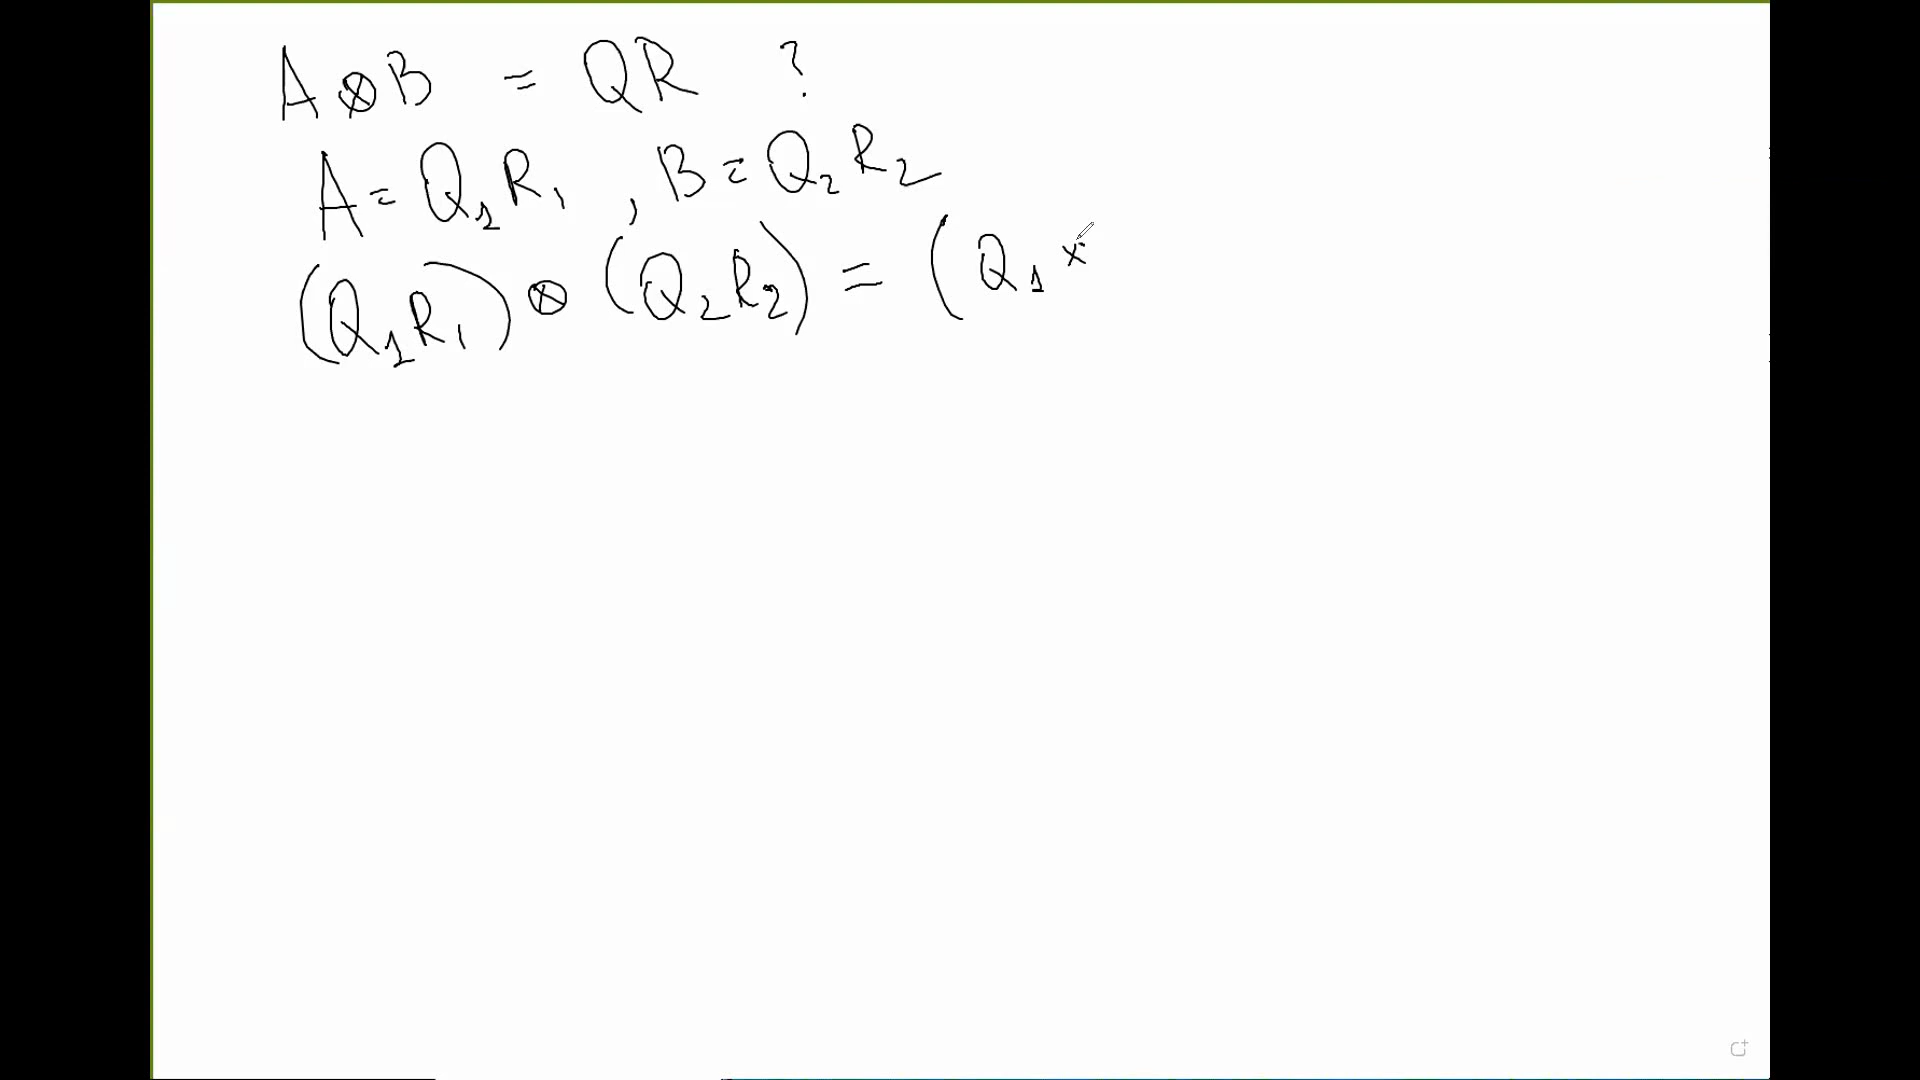 A ⊗ B = QR ?
A = Q₁R₁ , B = Q₂R₂
(Q₁R₁) ⊗ (Q₂R₂) = (Q₁ ×